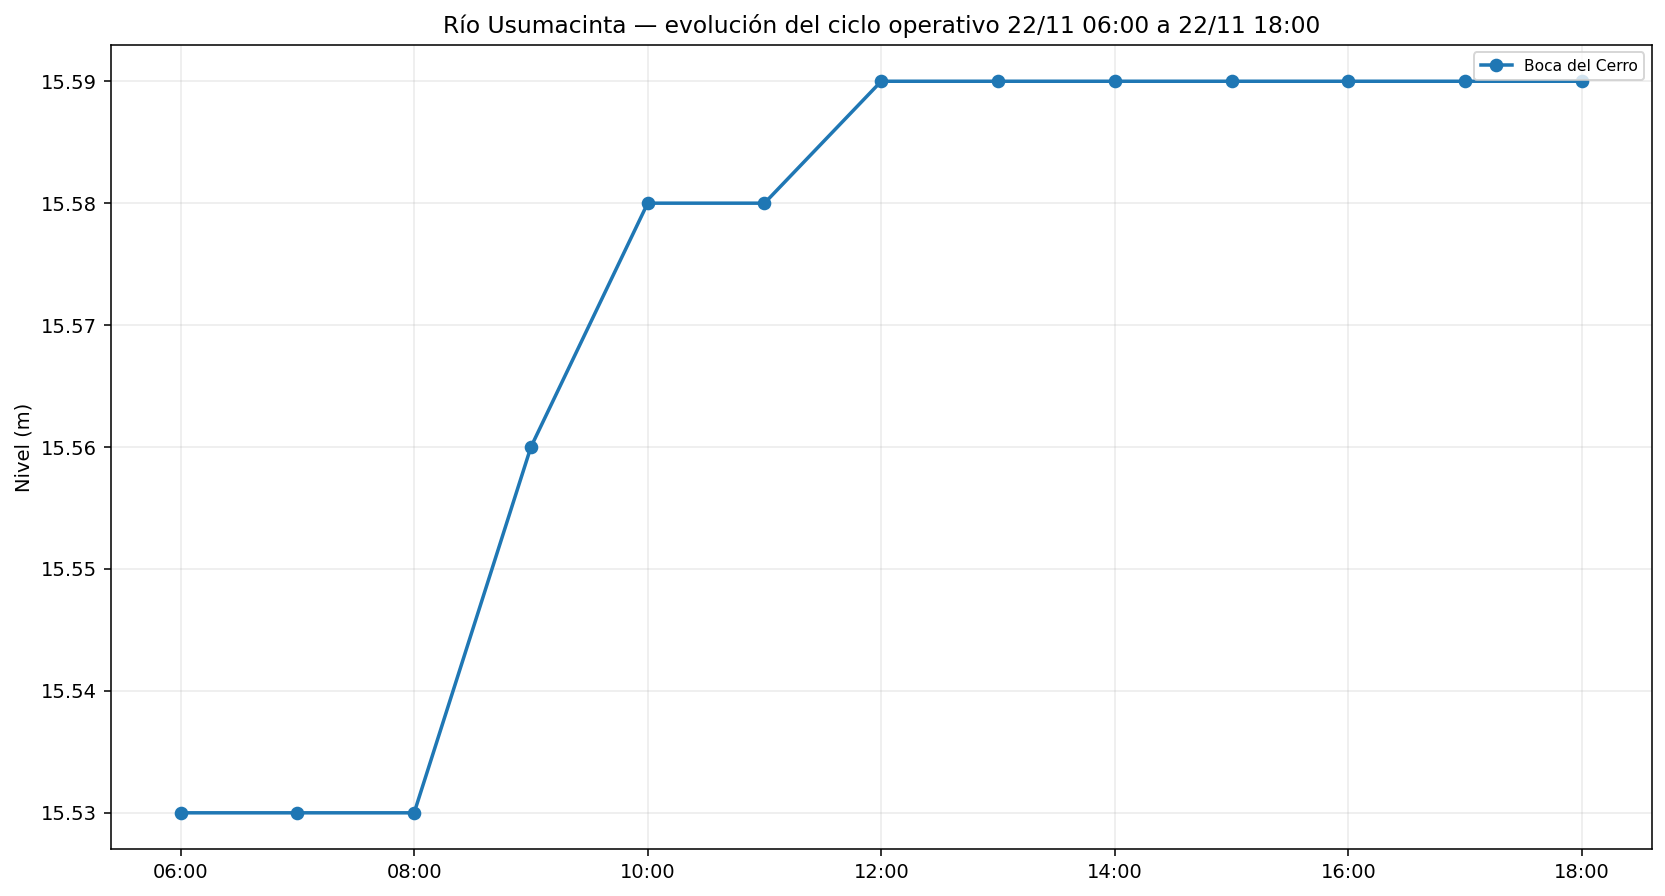 Río Usumacinta — evolución del ciclo operativo 22/11 06:00 a 22/11 18:00
Boca del Cerro
Nivel (m)
15.59
15.58
15.57
15.56
15.55
15.54
15.53
06:00 08:00 10:00 12:00 14:00 16:00 18:00